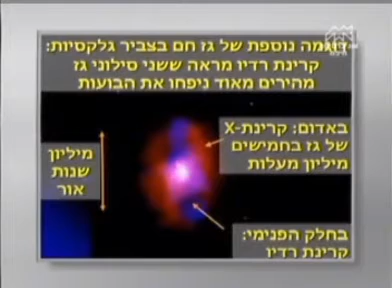 דוגמה נוספת של גז חם בצביר גלקסיות:
קרינת רדיו מראה ששני סילוני גז
מהירים מאוד ניפחו את הבועות
באדום: קרינת-X
של גז בחמישים
מיליון מעלות
מיליון
שנות
אור
בחלק הפנימי:
קרינת רדיו